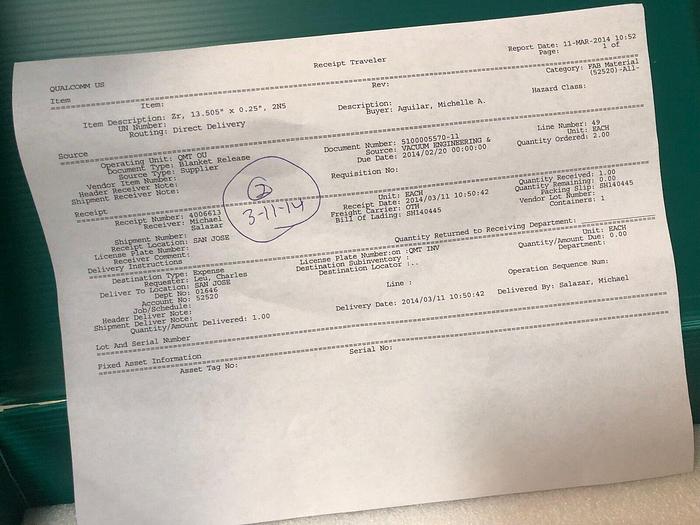 Report Date: 11-MAR-2014 10:52
Page: 1 of
Receipt Traveler
QUALCOMM US
Item
Item: Rev: Category: FAB Material
(52520)-All-
Item Description: Zr, 13.505" x 0.25", 2N5 Description: Hazard Class:
UN Number: Buyer: Aguilar, Michelle A.
Routing: Direct Delivery
Source
Operating Unit: QMT OU Document Number: 5100005570-11 Line Number: 49
Document Type: Blanket Release Source: VACUUM ENGINEERING & Unit: EACH
Source Type: Supplier Due Date: 2014/02/20 00:00:00 Quantity Ordered: 2.00
Vendor Item Number: Requisition No:
Header Receiver Note:
Shipment Receiver Note:
2
3-11-14
Receipt
Receipt Number: 4006613 Unit: EACH Quantity Received: 1.00
Receiver: Michael Receipt Date: 2014/03/11 10:50:42 Quantity Remaining: 0.00
Salazar Freight Carrier: OTH Packing Slip: SH140445
Shipment Number: Bill of Lading: SH140445 Vendor Lot Number:
Receipt Location: SAN JOSE Containers: 1
License Plate Number:
Receiver Comment: Quantity Returned to Receiving Department:
Delivery Instructions
Destination Type: Expense License Plate Number:on :QMT INV Unit: EACH
Requester: Leu, Charles Destination Subinventory : Quantity/Amount Due: 0.00
Deliver To Location: SAN JOSE Destination Locator :.. Department:
Dept No: 01646
Account No: 52520 Line : Operation Sequence Num:
Job/Schedule:
Header Deliver Note:
Shipment Deliver Note: Delivery Date: 2014/03/11 10:50:42 Delivered By: Salazar, Michael
Quantity/Amount Delivered: 1.00
Lot And Serial Number
Fixed Asset Information
Asset Tag No: Serial No: